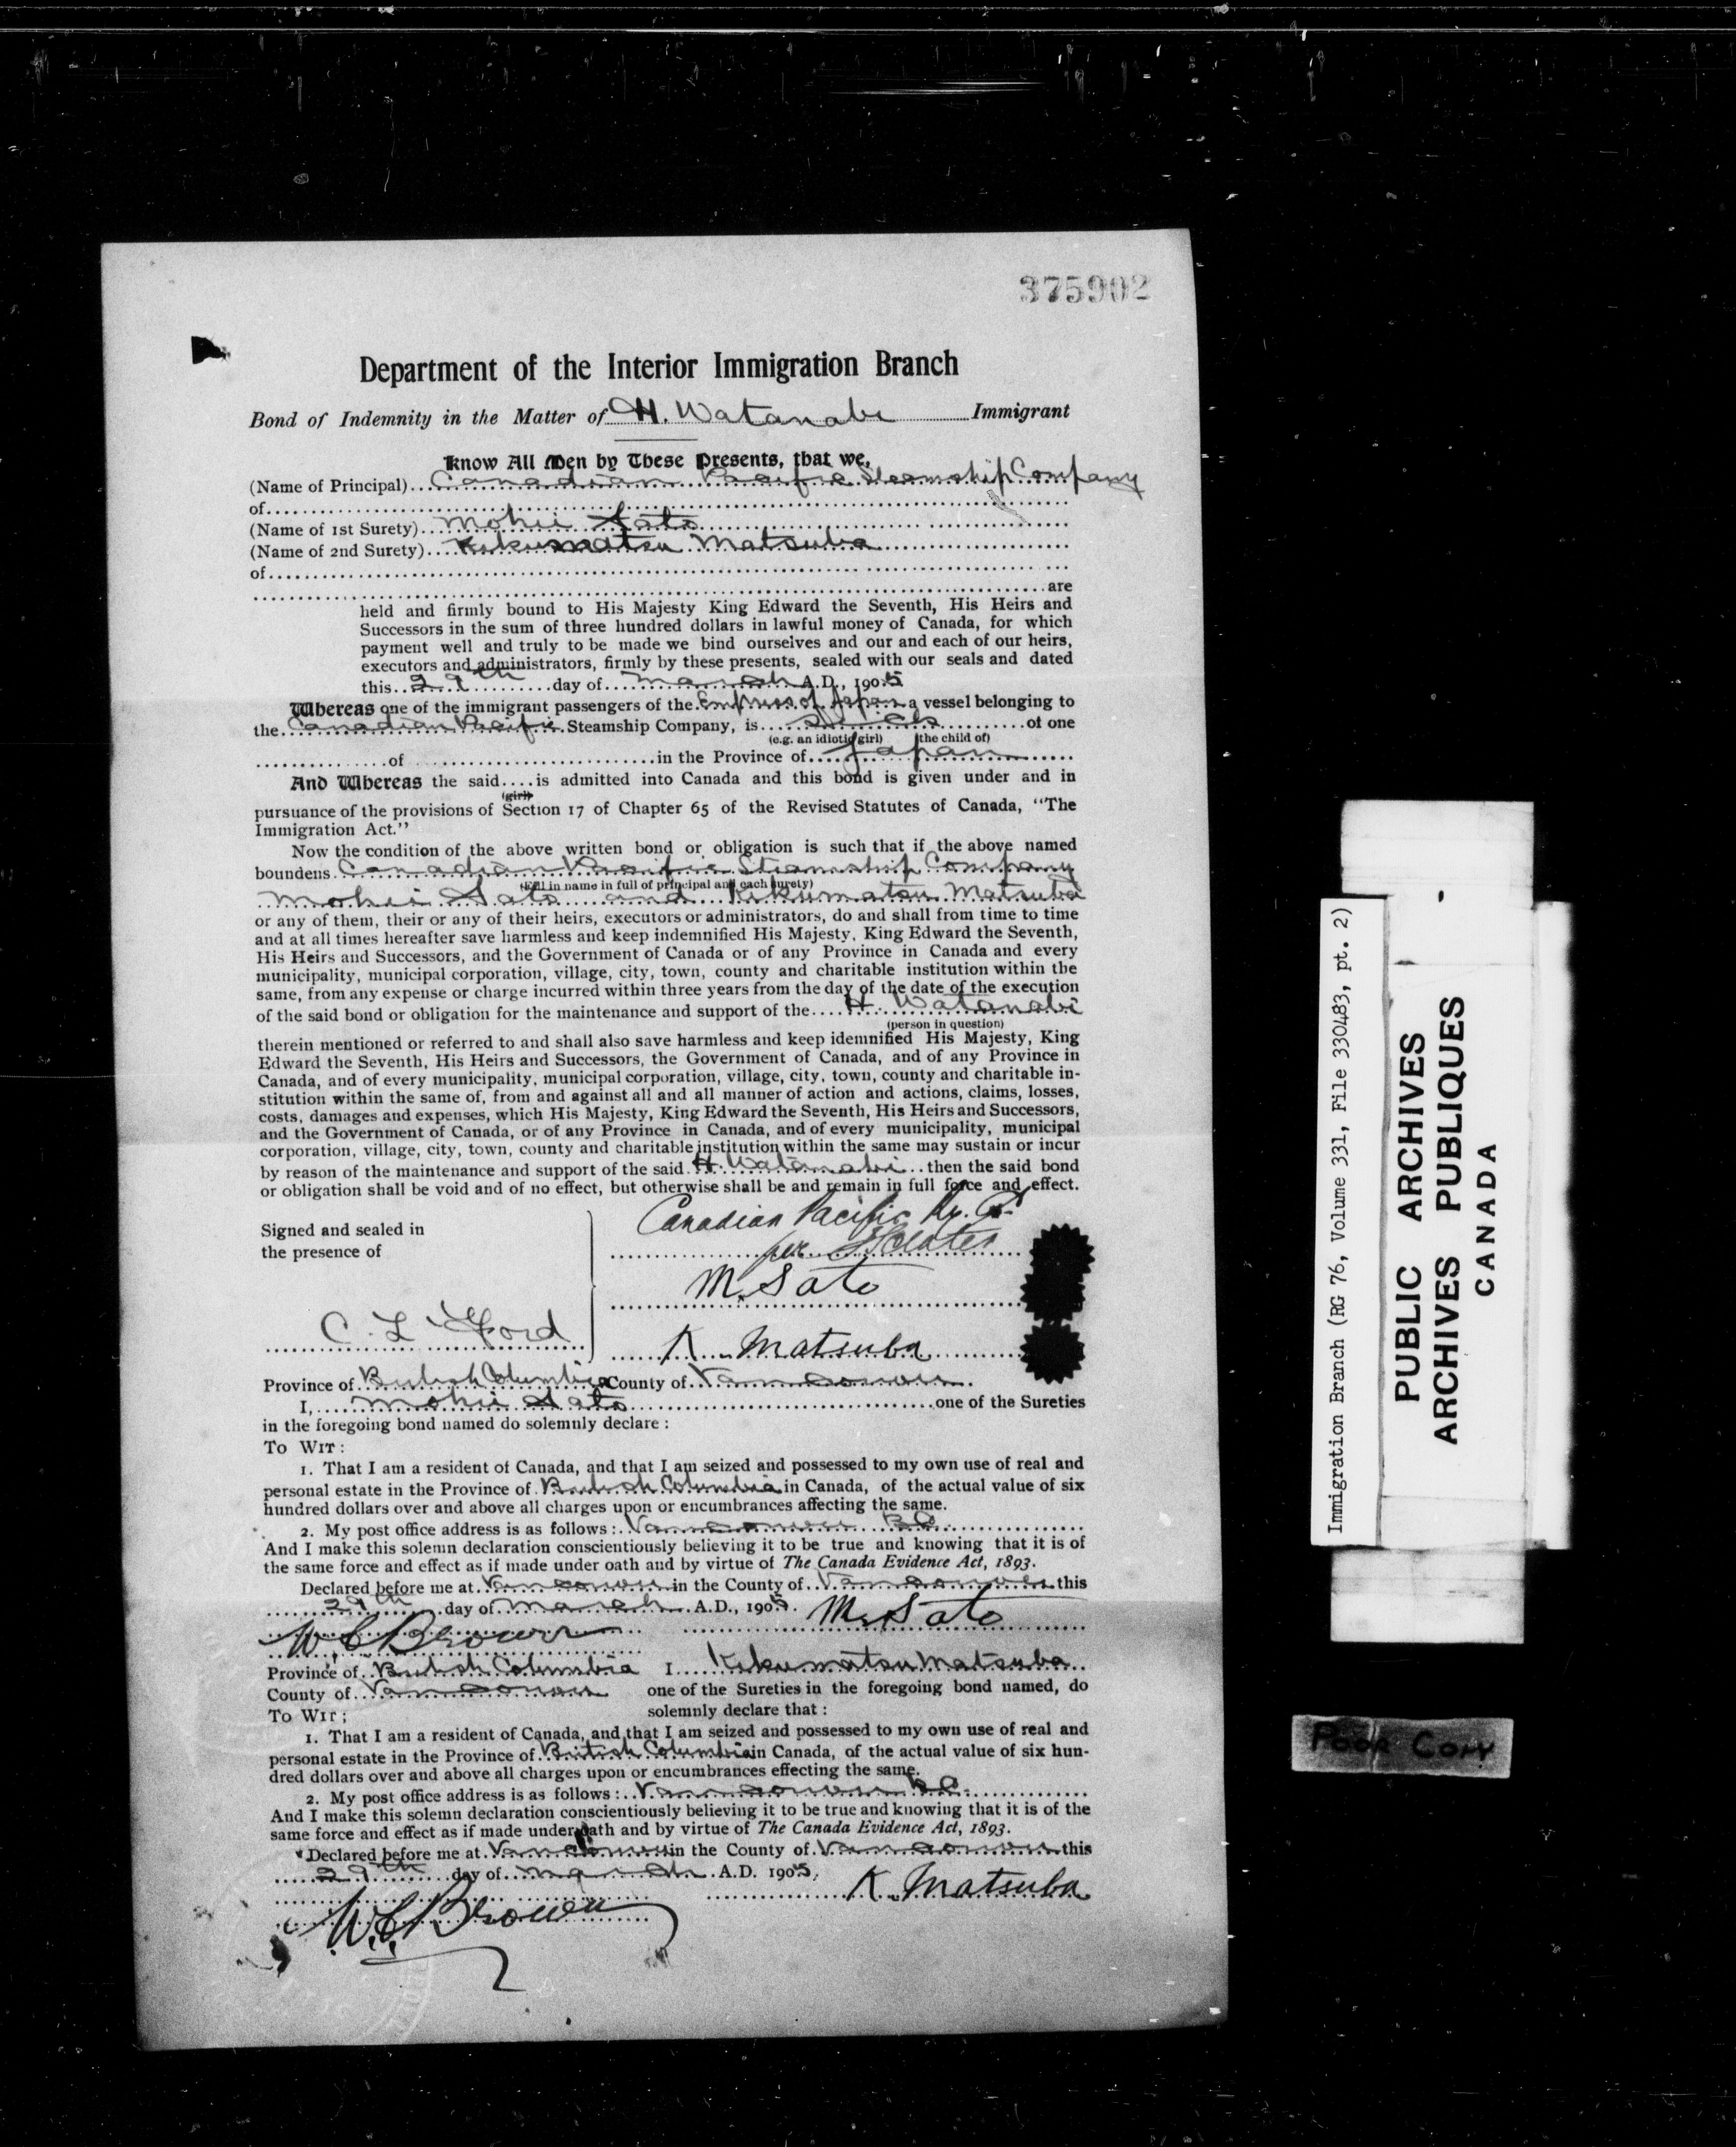 375902
Department of the Interior Immigration Branch
Bond of Indemnity in the Matter of H. Watanabe Immigrant
Know All Men by These Presents, that we,
(Name of Principal) Canadian Pacific Steamship Company
of
(Name of 1st Surety) Mohei Sato
(Name of 2nd Surety) Kikumatsu Matsuba
of
are
held and firmly bound to His Majesty King Edward the Seventh, His Heirs and
Successors in the sum of three hundred dollars in lawful money of Canada, for which
payment well and truly to be made we bind ourselves and our and each of our heirs,
executors and administrators, firmly by these presents, sealed with our seals and dated
this 29th day of March A.D., 1905
Whereas one of the immigrant passengers of the Empress of Japan a vessel belonging to
the Canadian Pacific Steamship Company, is of one
(e.g. an idiotic girl) (the child of)
of in the Province of Japan
And Whereas the said is admitted into Canada and this bond is given under and in
(girl)
pursuance of the provisions of Section 17 of Chapter 65 of the Revised Statutes of Canada, "The
Immigration Act."
Now the condition of the above written bond or obligation is such that if the above named
boundens Canadian Pacific Steamship Company
(Fill in name in full of principal and each surety)
Mohei Sato and Kikumatsu Matsuba
or any of them, their or any of their heirs, executors or administrators, do and shall from time to time
and at all times hereafter save harmless and keep indemnified His Majesty, King Edward the Seventh,
His Heirs and Successors, and the Government of Canada or of any Province in Canada and every
municipality, municipal corporation, village, city, town, county and charitable institution within the
same, from any expense or charge incurred within three years from the day of the date of the execution
of the said bond or obligation for the maintenance and support of the H. Watanabi
(person in question)
therein mentioned or referred to and shall also save harmless and keep idemnified His Majesty, King
Edward the Seventh, His Heirs and Successors, the Government of Canada, and of any Province in
Canada, and of every municipality, municipal corporation, village, city, town, county and charitable in-
stitution within the same of, from and against all and all manner of action and actions, claims, losses,
costs, damages and expenses, which His Majesty, King Edward the Seventh, His Heirs and Successors,
and the Government of Canada, or of any Province in Canada, and of every municipality, municipal
corporation, village, city, town, county and charitable institution within the same may sustain or incur
by reason of the maintenance and support of the said H. Watanabi then the said bond
or obligation shall be void and of no effect, but otherwise shall be and remain in full force and effect.
Signed and sealed in
the presence of
Canadian Pacific Ry. Co
per
M. Sato
C. L. Ford
K. Matsuba
Province of British Columbia County of Vancouver
I, Mohei Sato one of the Sureties
in the foregoing bond named do solemnly declare :
To Wit :
1. That I am a resident of Canada, and that I am seized and possessed to my own use of real and
personal estate in the Province of British Columbia in Canada, of the actual value of six
hundred dollars over and above all charges upon or encumbrances affecting the same.
2. My post office address is as follows : Vancouver B.C.
And I make this solemn declaration conscientiously believing it to be true and knowing that it is of
the same force and effect as if made under oath and by virtue of The Canada Evidence Act, 1893.
Declared before me at Vancouver in the County of Vancouver this
29th day of March A.D., 1905. M. Sato
W C Brown
Province of British Columbia I Kikumatsu Matsuba
County of Vancouver one of the Sureties in the foregoing bond named, do
To Wit : solemnly declare that :
1. That I am a resident of Canada, and that I am seized and possessed to my own use of real and
personal estate in the Province of British Columbia in Canada, of the actual value of six hun-
dred dollars over and above all charges upon or encumbrances effecting the same.
2. My post office address is as follows : Vancouver B.C.
And I make this solemn declaration conscientiously believing it to be true and knowing that it is of the
same force and effect as if made under oath and by virtue of The Canada Evidence Act, 1893.
Declared before me at Vancouver in the County of Vancouver this
29th day of March A.D. 1905.
K. Matsuba
W C Brown
Immigration Branch (RG 76, Volume 331, File 330483, pt. 2)
PUBLIC ARCHIVES
ARCHIVES PUBLIQUES
CANADA
Poor Copy